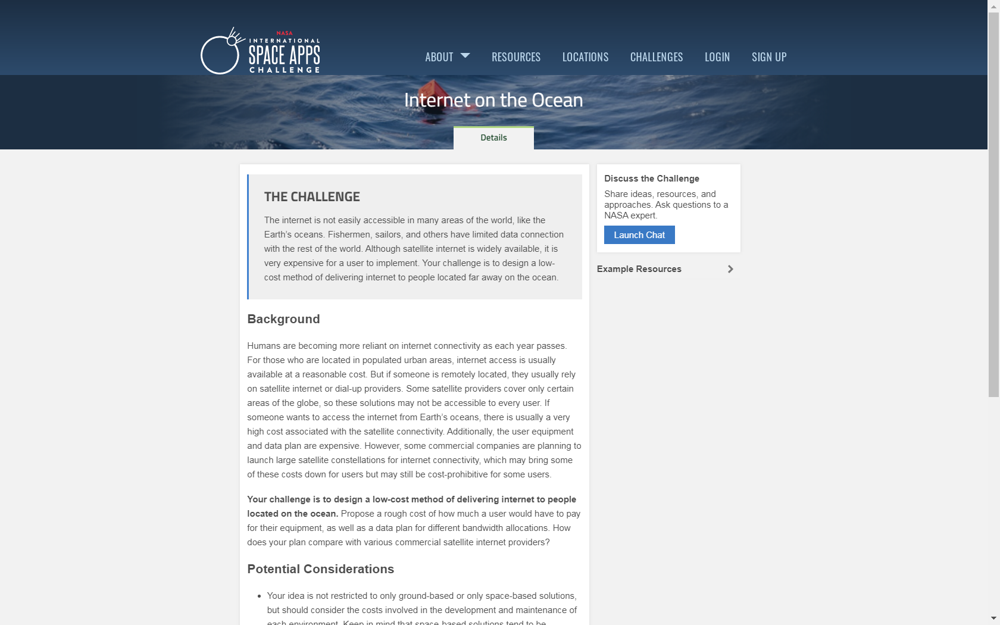 NASA
INTERNATIONAL
SPACE APPS
CHALLENGE
ABOUT
RESOURCES
LOCATIONS
CHALLENGES
LOGIN
SIGN UP
Internet on the Ocean
Details
THE CHALLENGE
The internet is not easily accessible in many areas of the world, like the
Earth’s oceans. Fishermen, sailors, and others have limited data connection
with the rest of the world. Although satellite internet is widely available, it is
very expensive for a user to implement. Your challenge is to design a low-
cost method of delivering internet to people located far away on the ocean.
Background
Humans are becoming more reliant on internet connectivity as each year passes.
For those who are located in populated urban areas, internet access is usually
available at a reasonable cost. But if someone is remotely located, they usually rely
on satellite internet or dial-up providers. Some satellite providers cover only certain
areas of the globe, so these solutions may not be accessible to every user. If
someone wants to access the internet from Earth’s oceans, there is usually a very
high cost associated with the satellite connectivity. Additionally, the user equipment
and data plan are expensive. However, some commercial companies are planning to
launch large satellite constellations for internet connectivity, which may bring some
of these costs down for users but may still be cost-prohibitive for some users.
Your challenge is to design a low-cost method of delivering internet to people
located on the ocean. Propose a rough cost of how much a user would have to pay
for their equipment, as well as a data plan for different bandwidth allocations. How
does your plan compare with various commercial satellite internet providers?
Potential Considerations
• Your idea is not restricted to only ground-based or only space-based solutions,
but should consider the costs involved in the development and maintenance of
each environment. Keep in mind that space-based solutions tend to be
Discuss the Challenge
Share ideas, resources, and
approaches. Ask questions to a
NASA expert.
Launch Chat
Example Resources